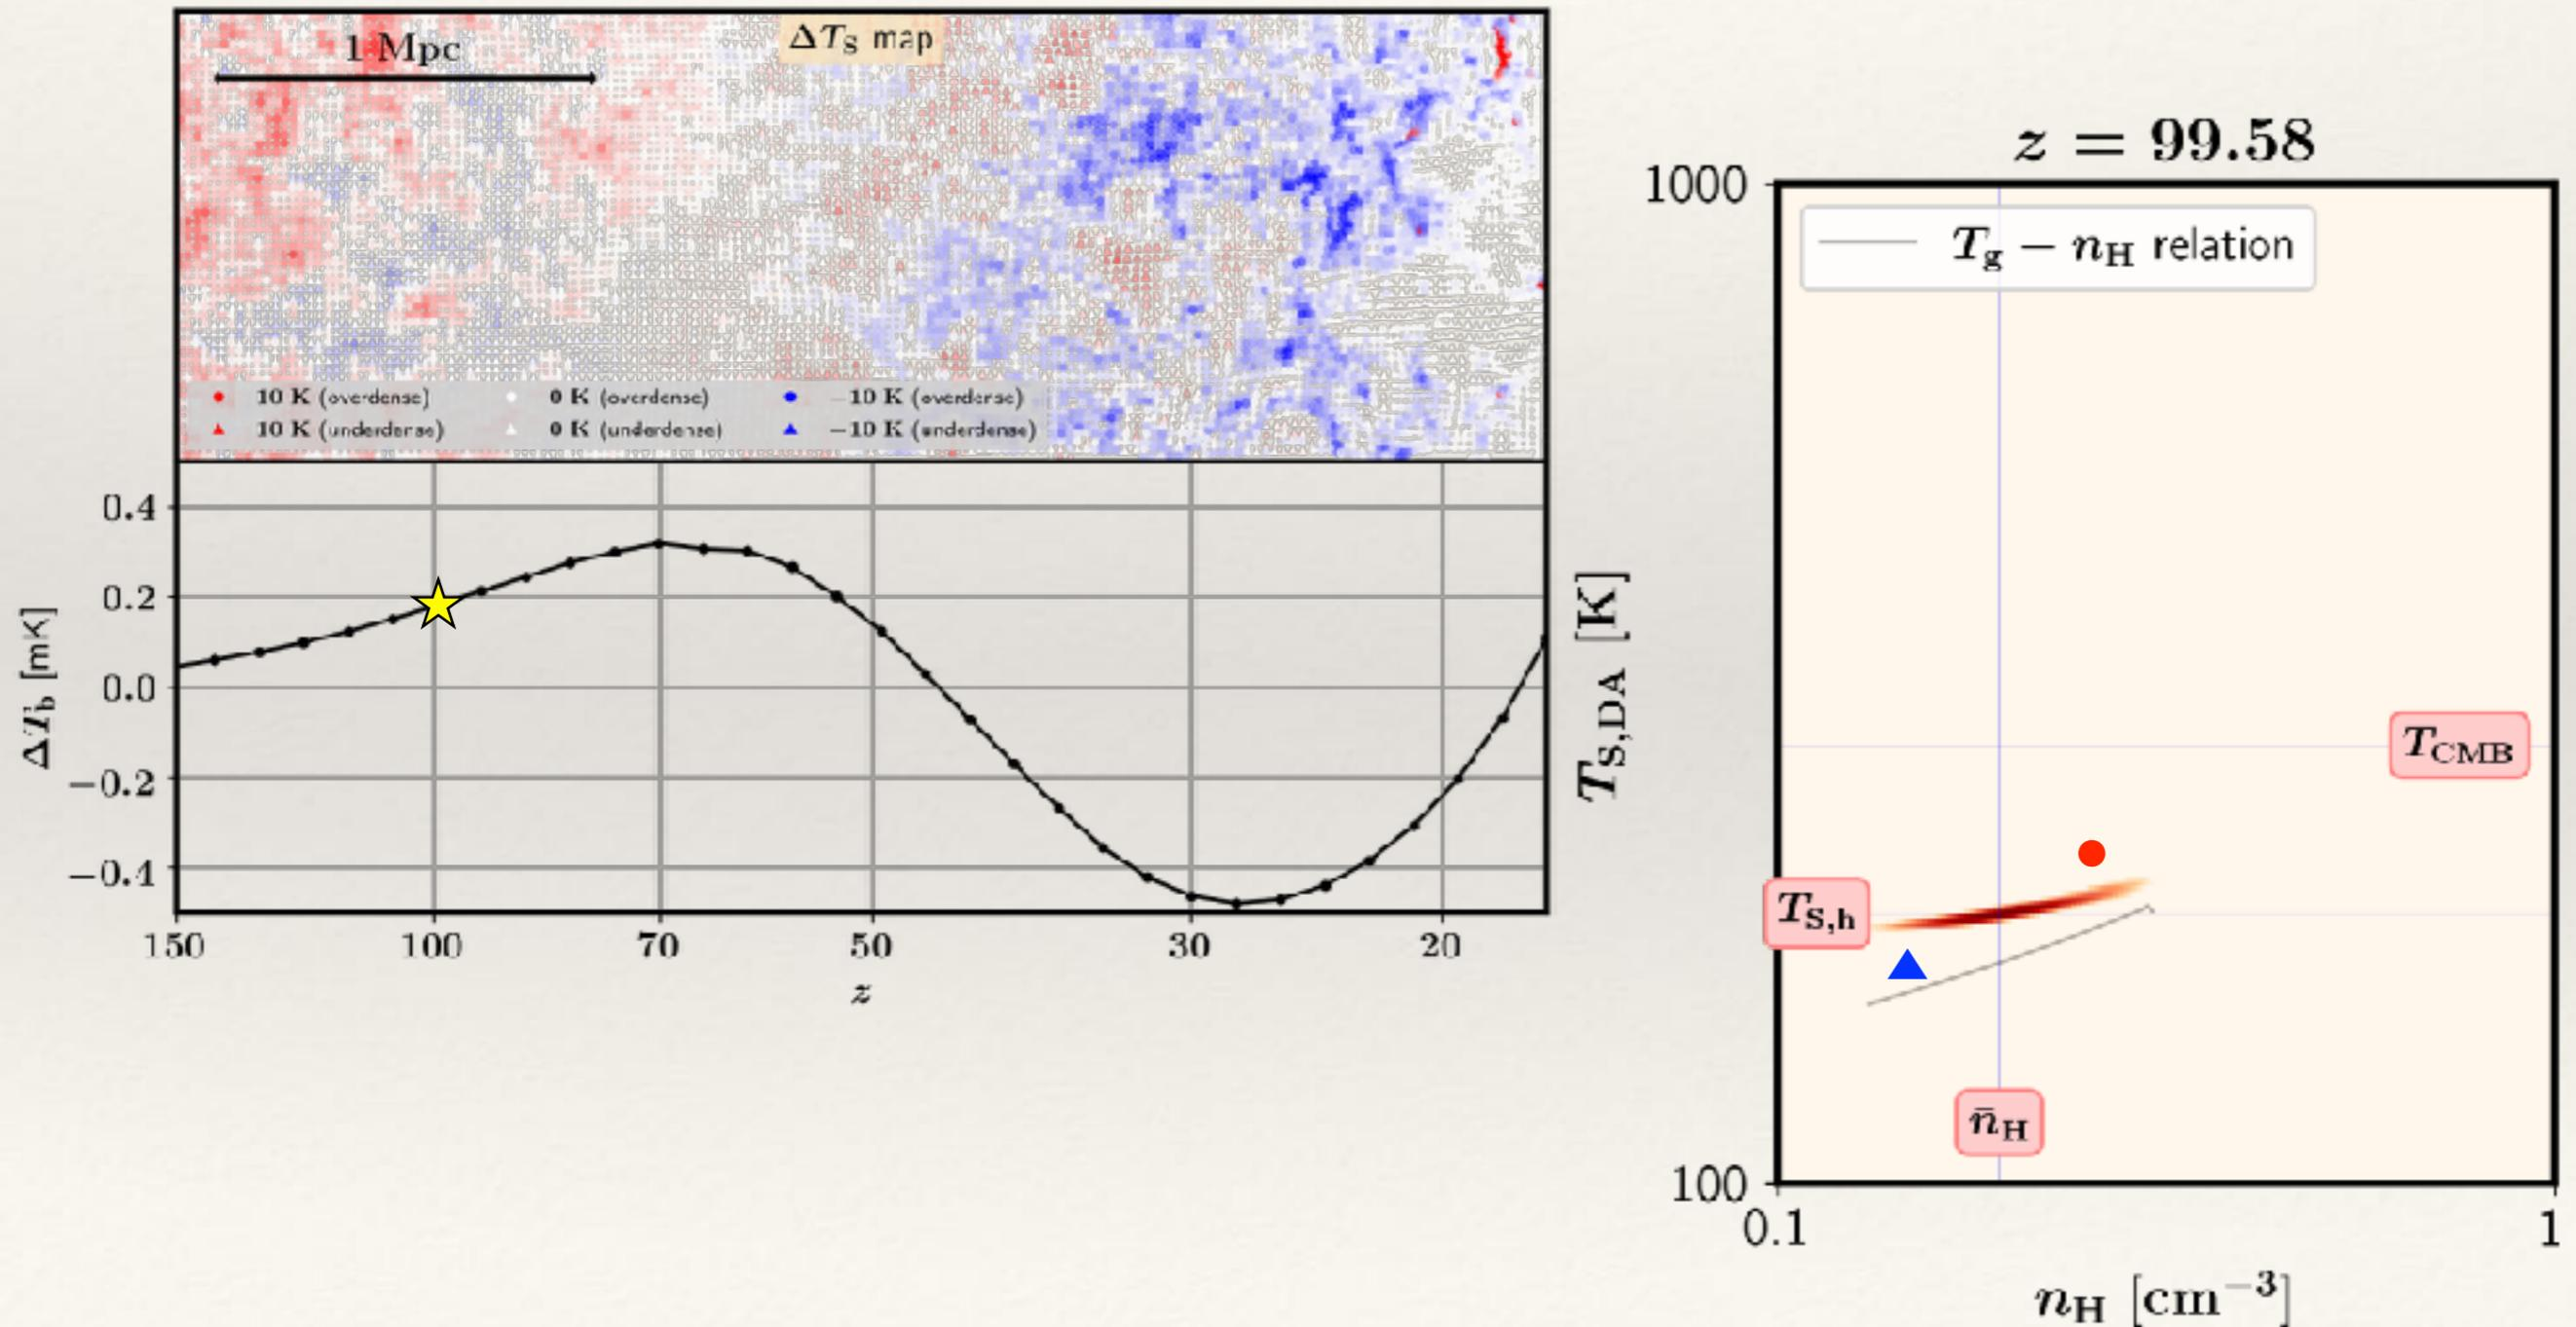 1 Mpc
ΔT_S map
10 K (overdense)
0 K (overdense)
−10 K (overdense)
10 K (underdense)
0 K (underdense)
−10 K (underdense)
0.4
0.2
0.0
−0.2
−0.4
ΔT_b [mK]
150
100
70
50
30
20
z
z = 99.58
1000
T_g − n_H relation
T_S,DA [K]
T_CMB
T_S,h
n̄_H
100
0.1
1
n_H [cm⁻³]